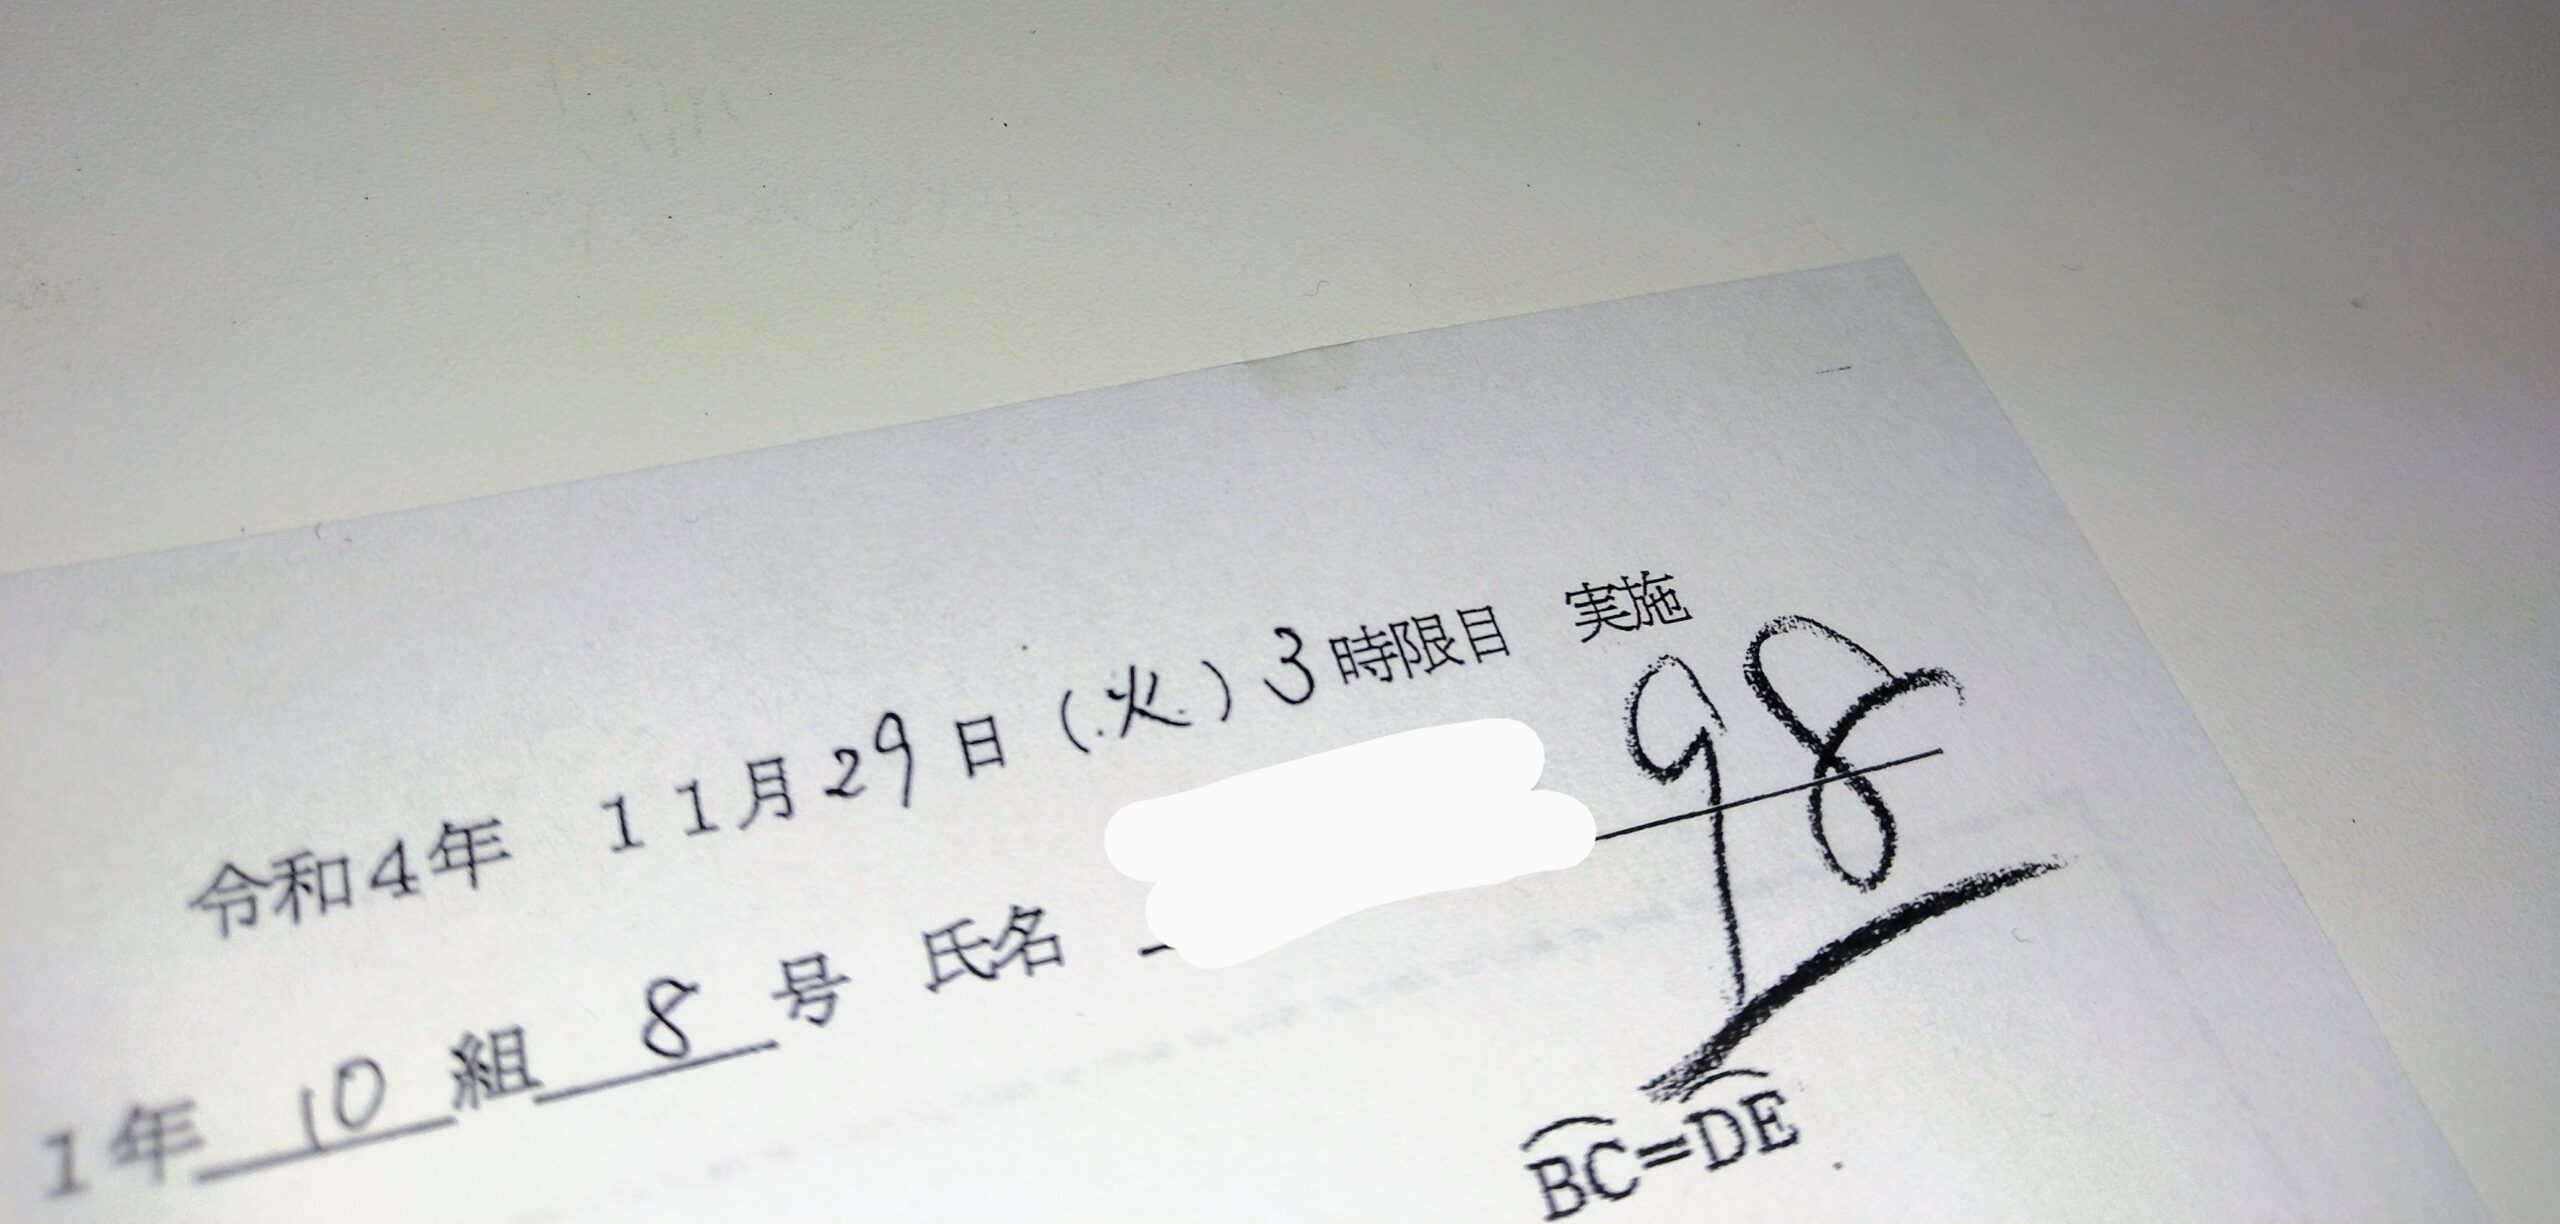 令和4年 11月29日(火)3時限目 実施
1年 10 組 8 号 氏名
98
BC=DE